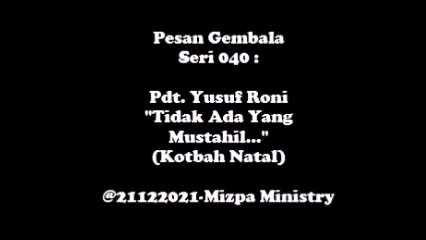 Pesan Gembala
Seri 040 :
Pdt. Yusuf Roni
"Tidak Ada Yang
Mustahil..."
(Kotbah Natal)
@21122021-Mizpa Ministry